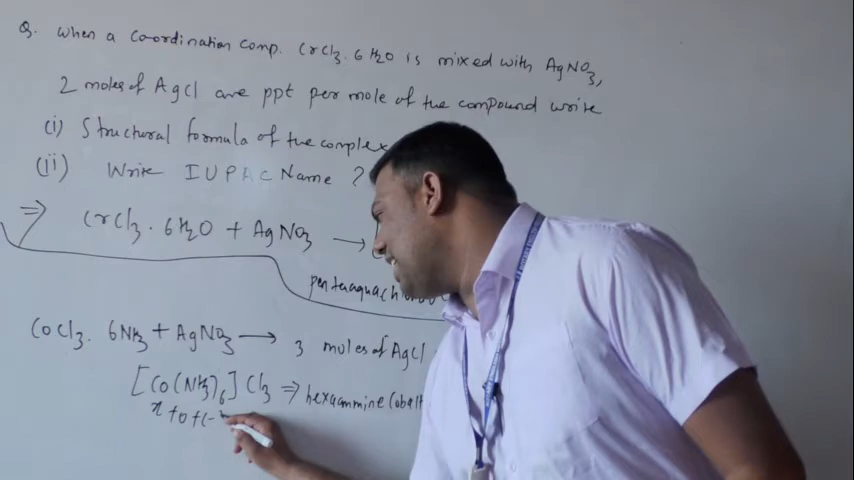 Q. When a Coordination Comp. CrCl3.6H2O is mixed with AgNO3,
2 moles of AgCl are ppt per mole of the compound write
(i) Structural formula of the complex
(ii) Write IUPAC Name ?
⇒ CrCl3.6H2O + AgNO3 ⟶
pentaaquachloro
CoCl3. 6NH3 + AgNO3 ⟶ 3 moles of AgCl
[Co(NH3)6] Cl3 ⇒ hexaammine Cobalt
x+0+(-